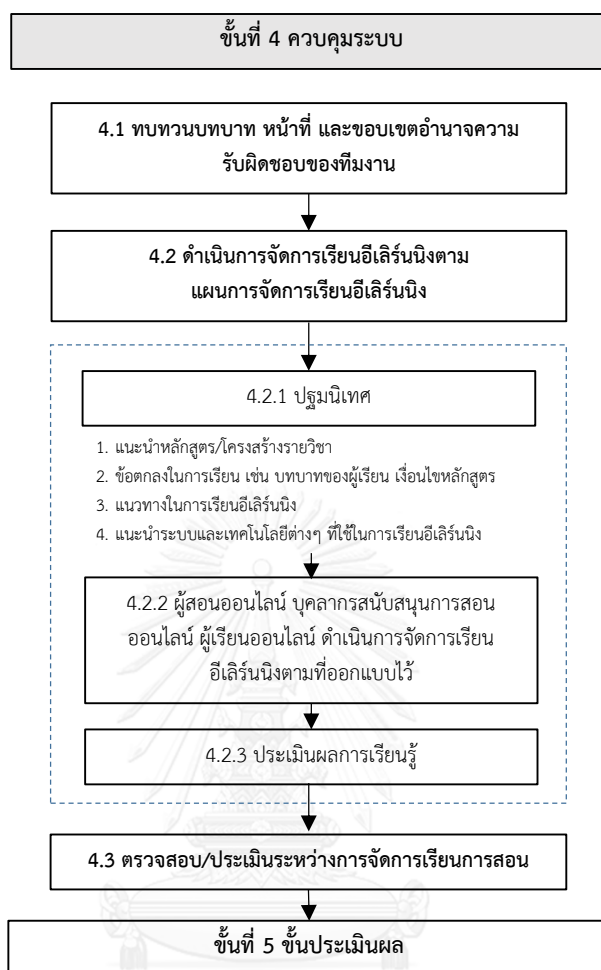 ขั้นที่ 4 ควบคุมระบบ
4.1 ทบทวนบทบาท หน้าที่ และขอบเขตอำนาจความ
รับผิดชอบของทีมงาน
4.2 ดำเนินการจัดการเรียนอีเลิร์นนิงตาม
แผนการจัดการเรียนอีเลิร์นนิง
4.2.1 ปฐมนิเทศ
1. แนะนำหลักสูตร/โครงสร้างรายวิชา
2. ข้อตกลงในการเรียน เช่น บทบาทของผู้เรียน เงื่อนไขหลักสูตร
3. แนวทางในการเรียนอีเลิร์นนิง
4. แนะนำระบบและเทคโนโลยีต่างๆ ที่ใช้ในการเรียนอีเลิร์นนิง
4.2.2 ผู้สอนออนไลน์ บุคลากรสนับสนุนการสอน
ออนไลน์ ผู้เรียนออนไลน์ ดำเนินการจัดการเรียน
อีเลิร์นนิงตามที่ออกแบบไว้
4.2.3 ประเมินผลการเรียนรู้
4.3 ตรวจสอบ/ประเมินระหว่างการจัดการเรียนการสอน
ขั้นที่ 5 ขั้นประเมินผล